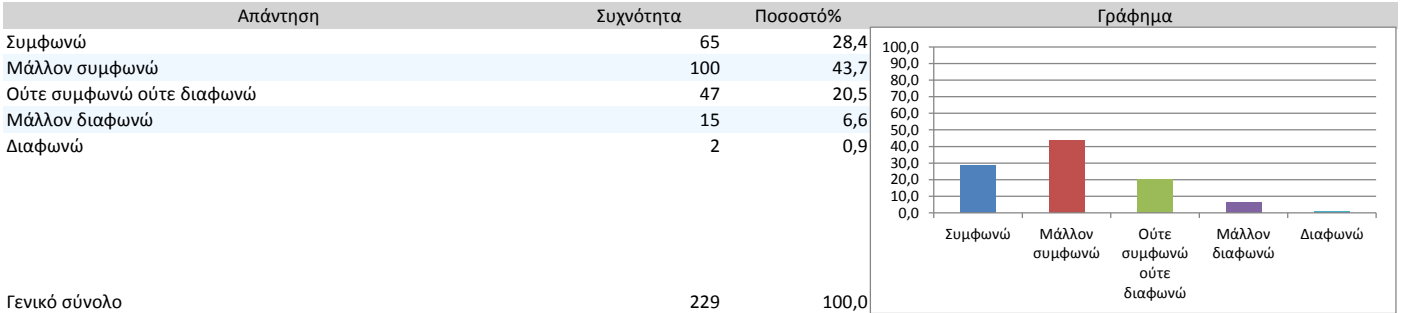 Απάντηση Συχνότητα Ποσοστό% Γράφημα
Συμφωνώ 65 28,4
Μάλλον συμφωνώ 100 43,7
Ούτε συμφωνώ ούτε διαφωνώ 47 20,5
Μάλλον διαφωνώ 15 6,6
Διαφωνώ 2 0,9
Γενικό σύνολο 229 100,0
100,0
90,0
80,0
70,0
60,0
50,0
40,0
30,0
20,0
10,0
0,0
Συμφωνώ
Μάλλον
συμφωνώ
Ούτε
συμφωνώ
ούτε
διαφωνώ
Μάλλον
διαφωνώ
Διαφωνώ